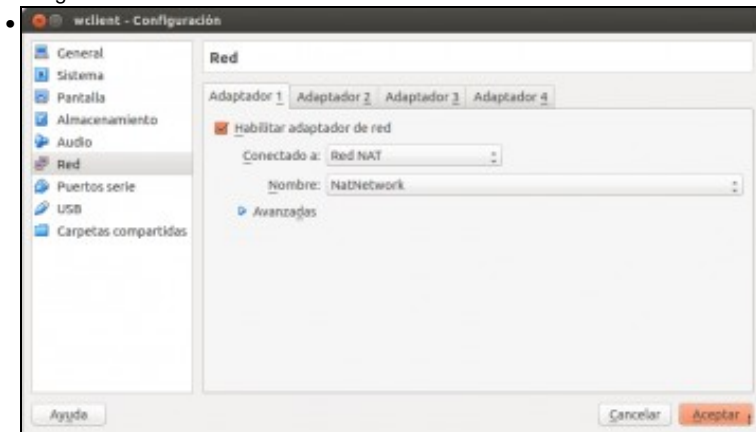 wclient - Configuración
General
Sistema
Pantalla
Almacenamiento
Audio
Red
Puertos serie
USB
Carpetas compartidas
Red
Adaptador 1 Adaptador 2 Adaptador 3 Adaptador 4
Habilitar adaptador de red
Conectado a: Red NAT
Nombre: NatNetwork
Avanzadas
Ayuda Cancelar Aceptar